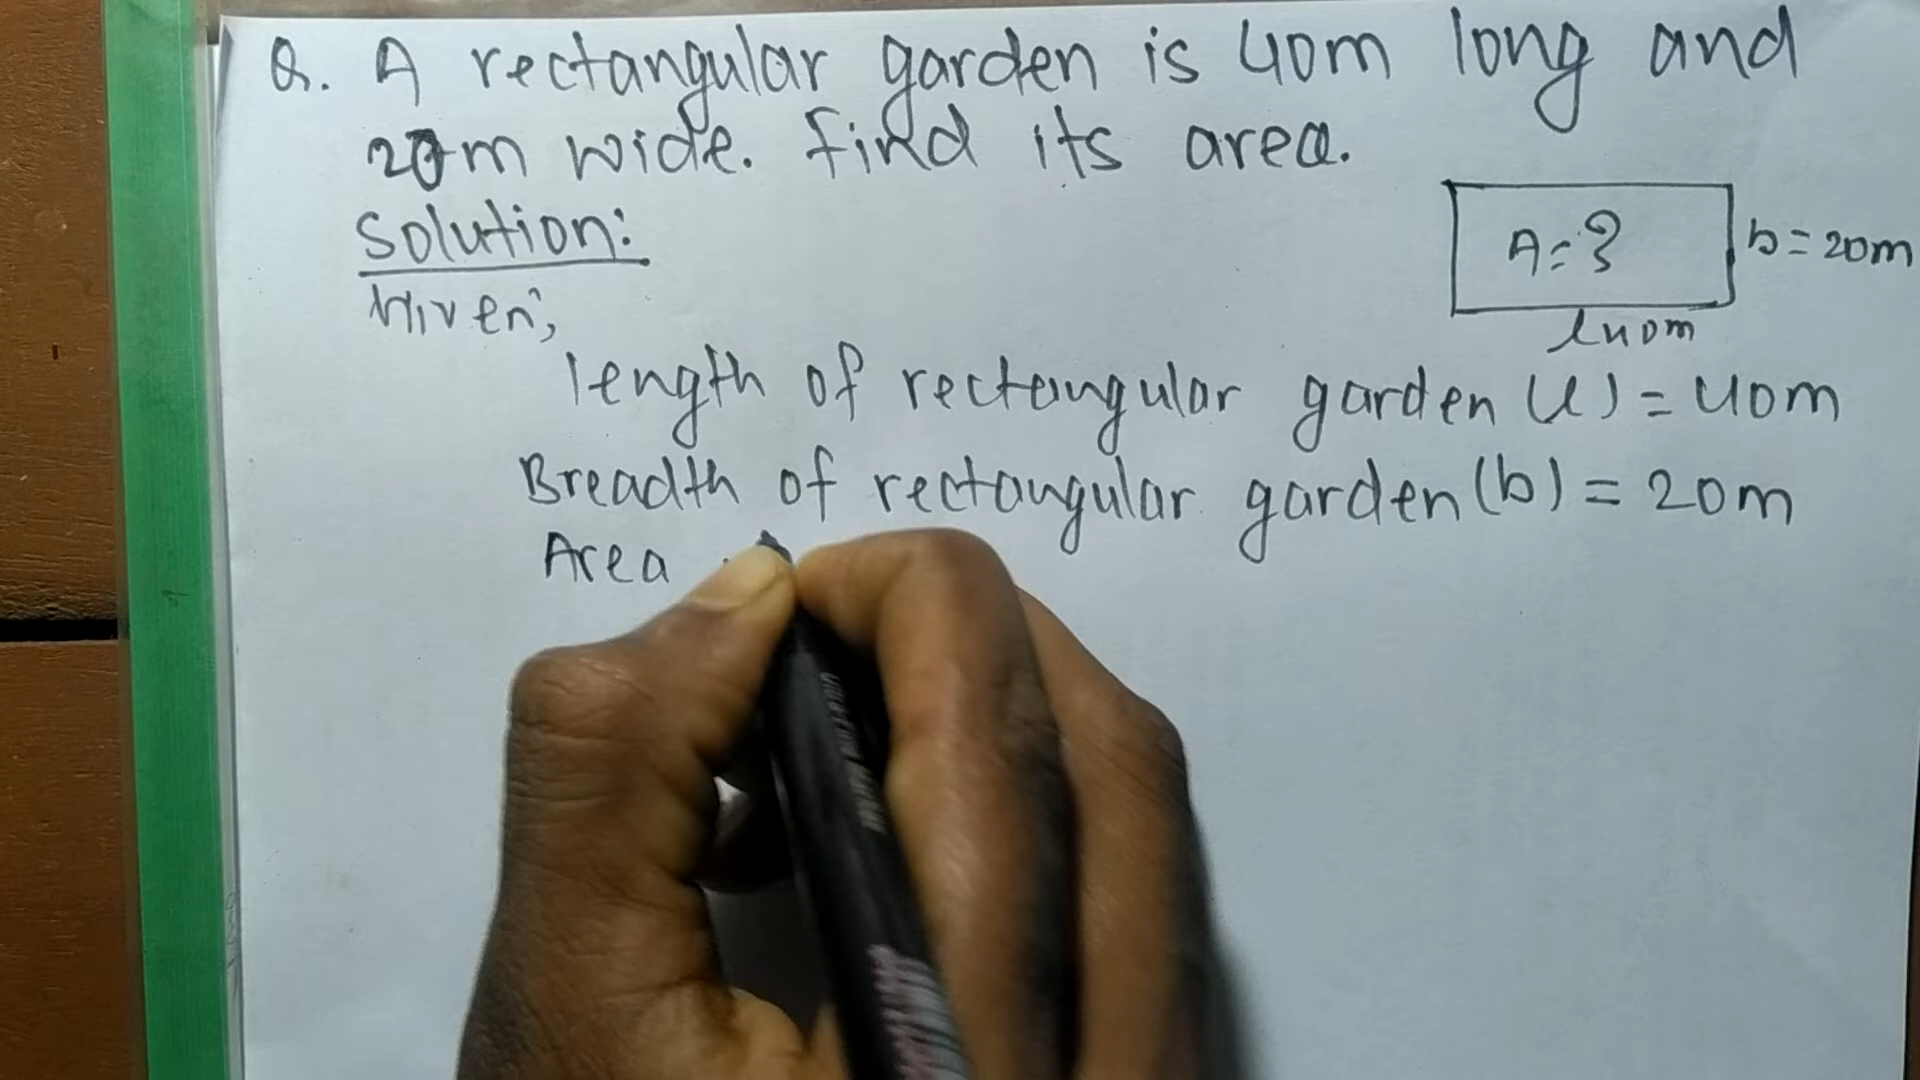 Q. A rectangular garden is 40m long and
20m wide. Find its area.
Solution:
A=?
b=20m
l 40m
Given,
length of rectangular garden (l) = 40m
Breadth of rectangular garden (b) = 20m
Area